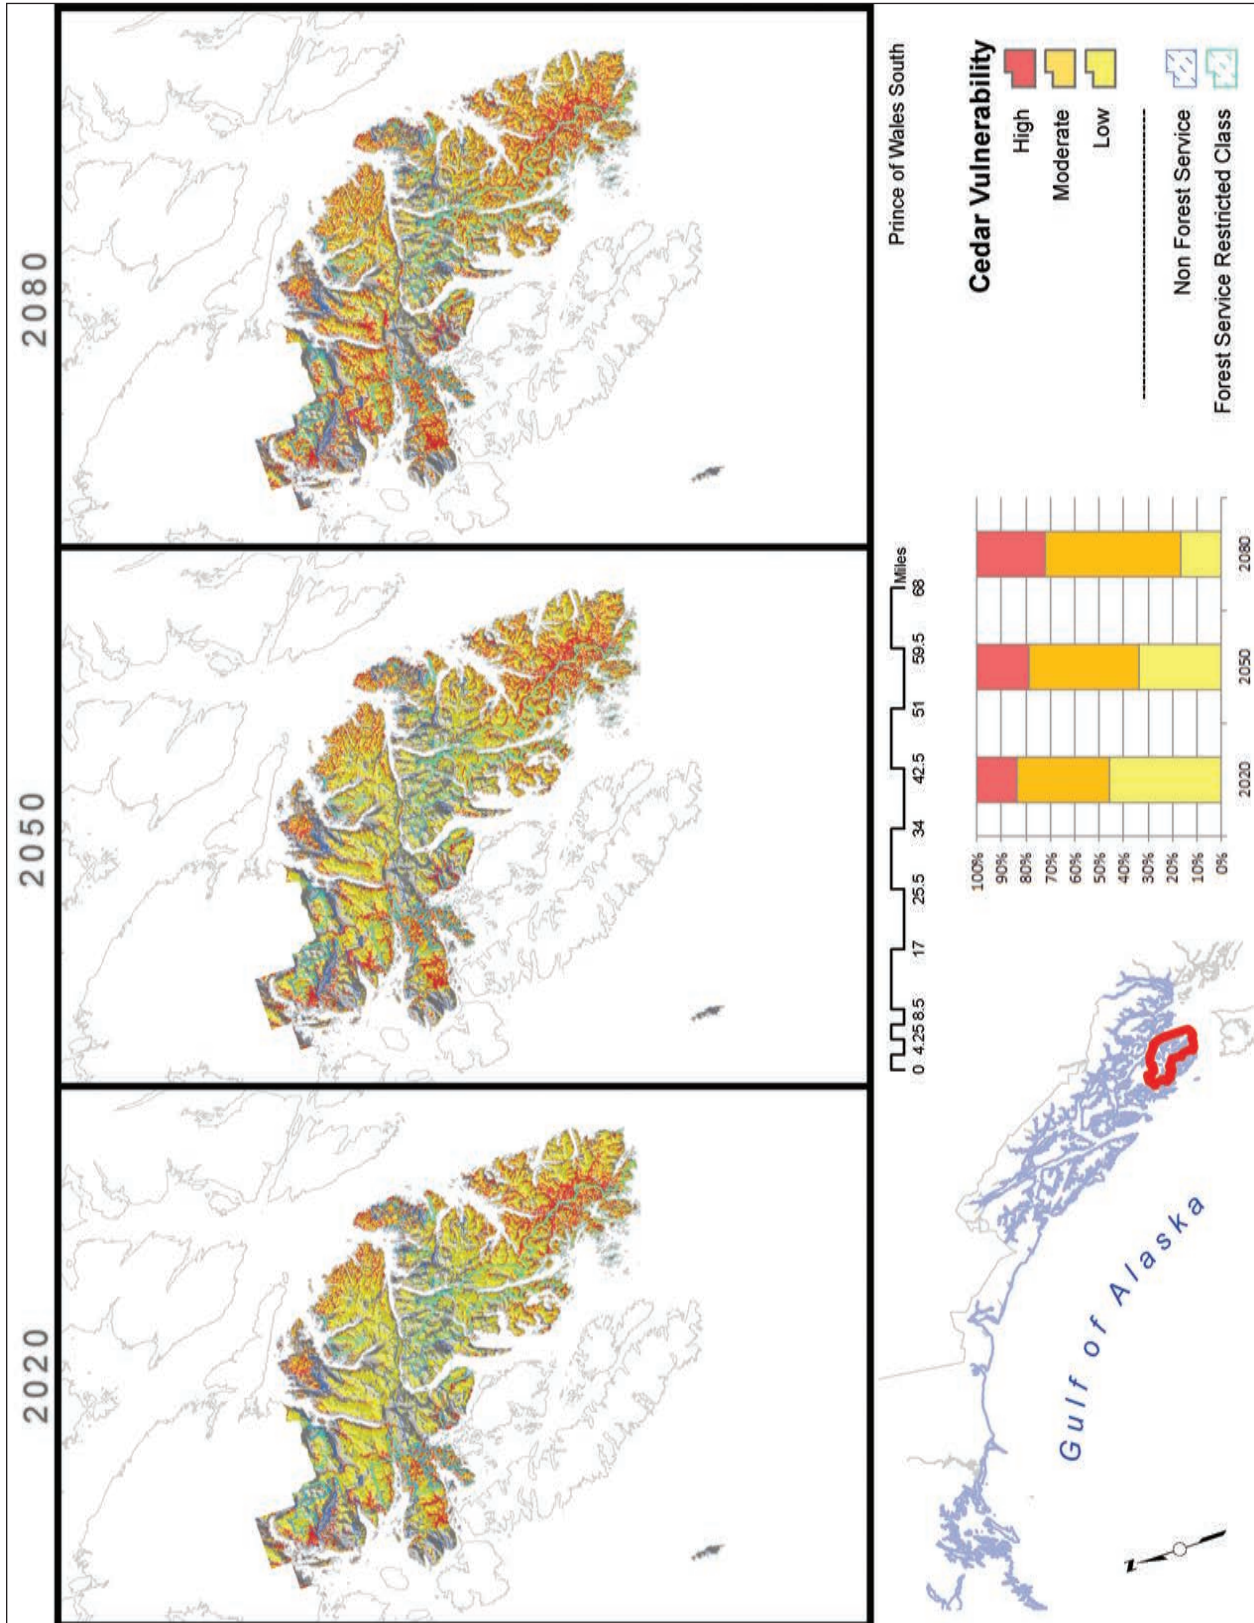 2020
2050
2080
Prince of Wales South
0 4.25 8.5 17 25.5 34 42.5 51 59.5 68
Miles
Cedar Vulnerability
High
Moderate
Low
Non Forest Service
Forest Service Restricted Class
100%
90%
80%
70%
60%
50%
40%
30%
20%
10%
0%
2020 2050 2080
Gulf of Alaska
N